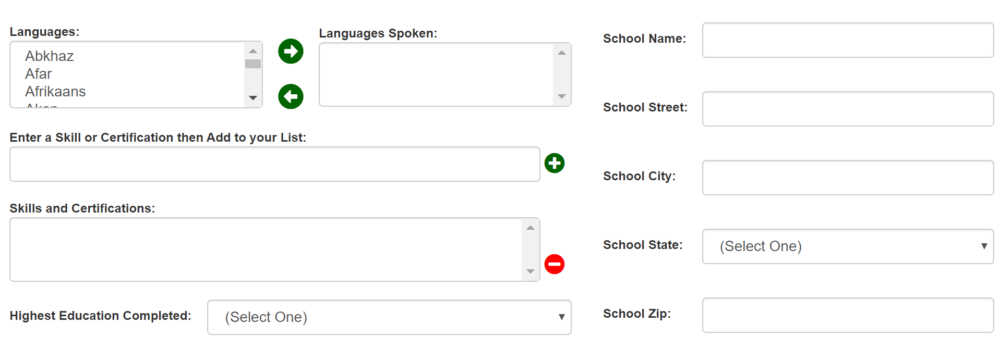 Languages:
Abkhaz
Afar
Afrikaans
Languages Spoken:
Enter a Skill or Certification then Add to your List:
Skills and Certifications:
Highest Education Completed:
(Select One)
School Name:
School Street:
School City:
School State:
(Select One)
School Zip: